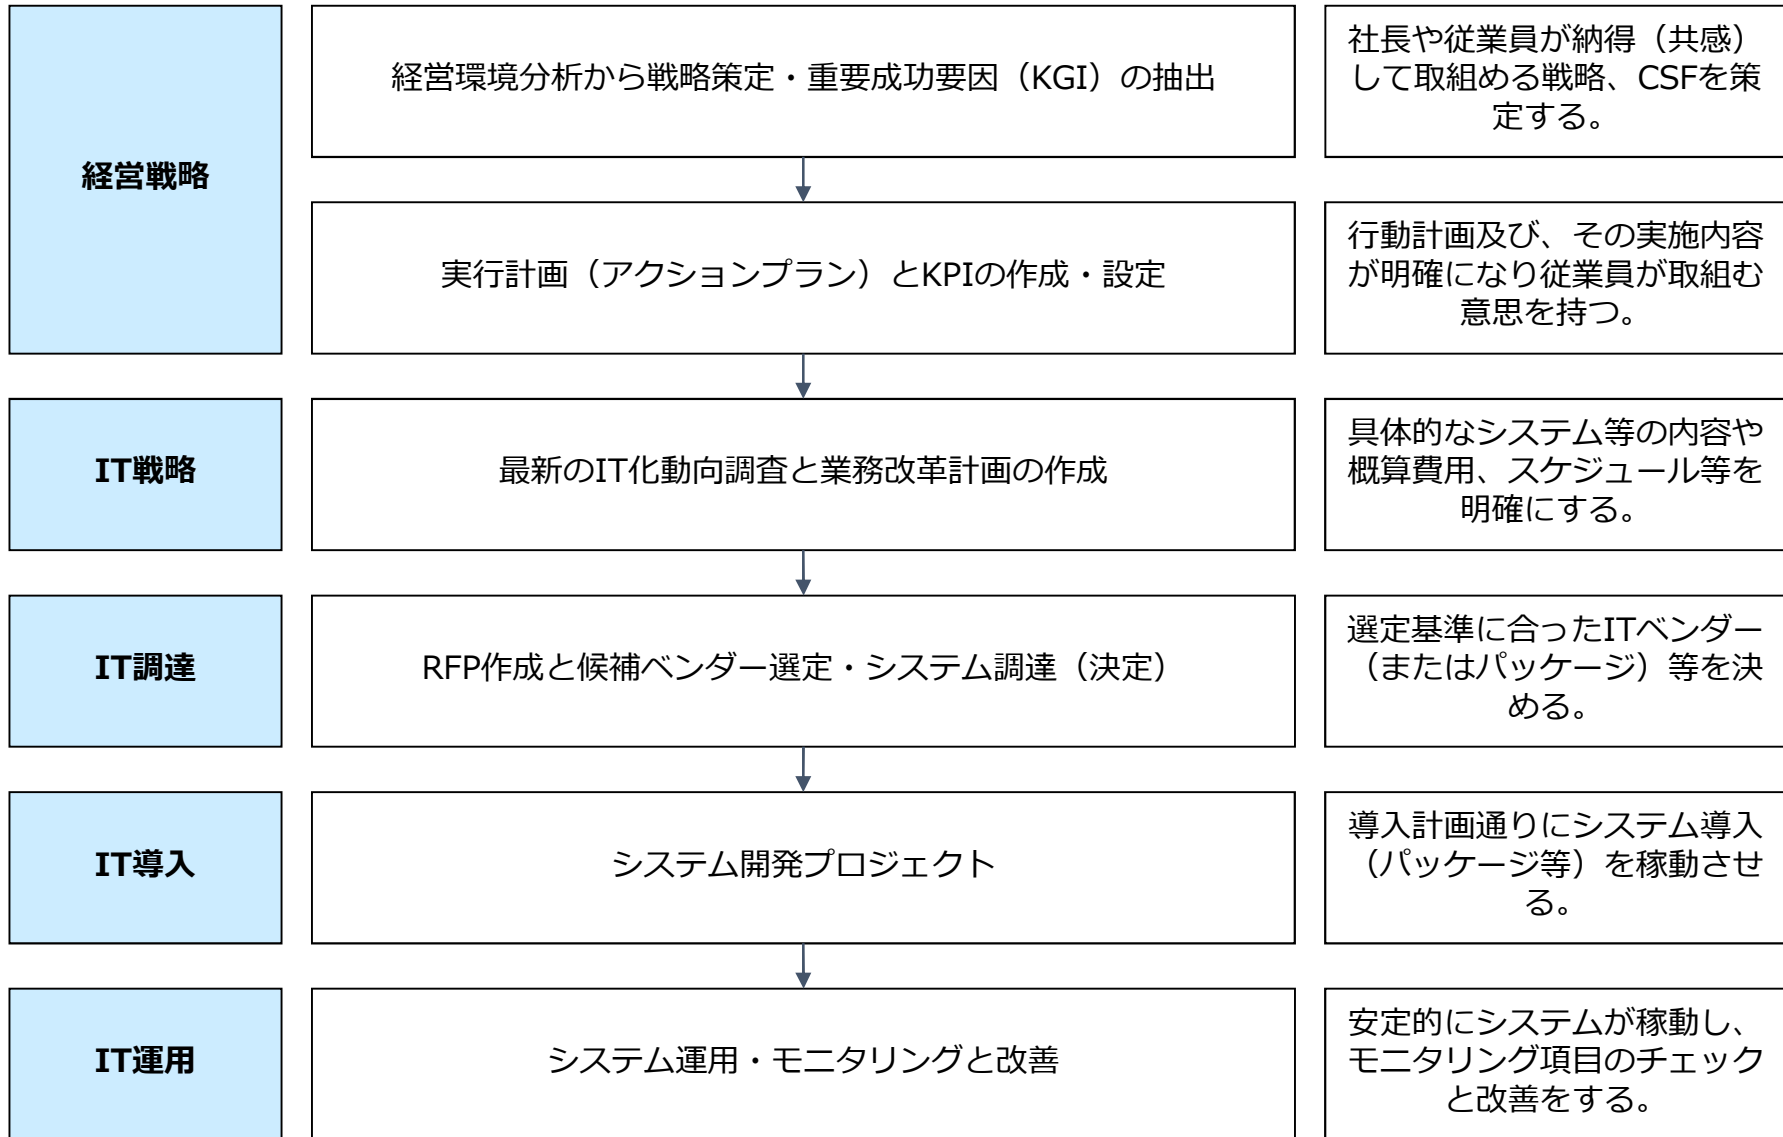 経営戦略
経営環境分析から戦略策定・重要成功要因（KGI）の抽出
社長や従業員が納得（共感）
して取組める戦略、CSFを策
定する。
実行計画（アクションプラン）とKPIの作成・設定
行動計画及び、その実施内容
が明確になり従業員が取組む
意思を持つ。
IT戦略
最新のIT化動向調査と業務改革計画の作成
具体的なシステム等の内容や
概算費用、スケジュール等を
明確にする。
IT調達
RFP作成と候補ベンダー選定・システム調達（決定）
選定基準に合ったITベンダー
（またはパッケージ）等を決
める。
IT導入
システム開発プロジェクト
導入計画通りにシステム導入
（パッケージ等）を稼動させ
る。
IT運用
システム運用・モニタリングと改善
安定的にシステムが稼動し、
モニタリング項目のチェック
と改善をする。